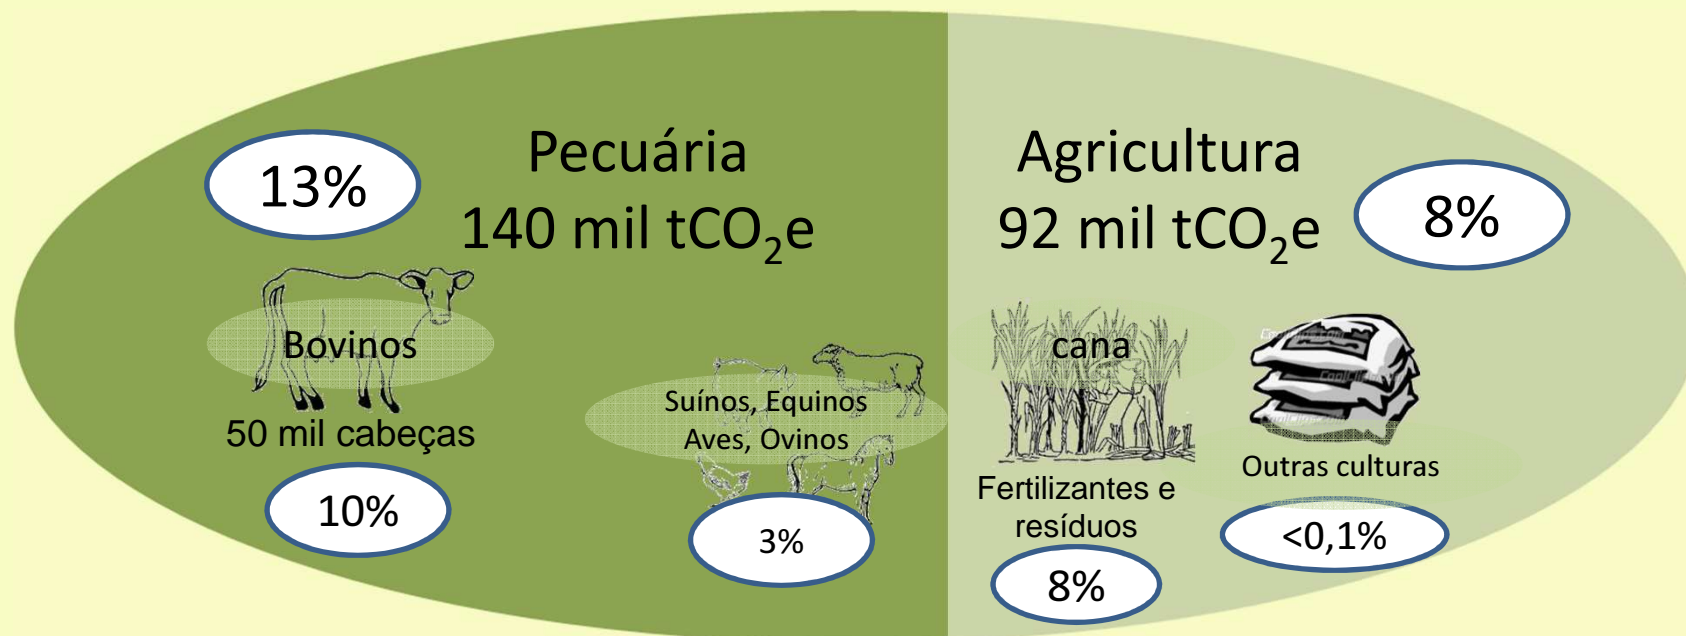 13%
Pecuária
140 mil tCO₂e
Bovinos
50 mil cabeças
10%
Suínos, Equinos
Aves, Ovinos
3%
Agricultura
92 mil tCO₂e
8%
cana
Fertilizantes e
resíduos
8%
Outras culturas
<0,1%